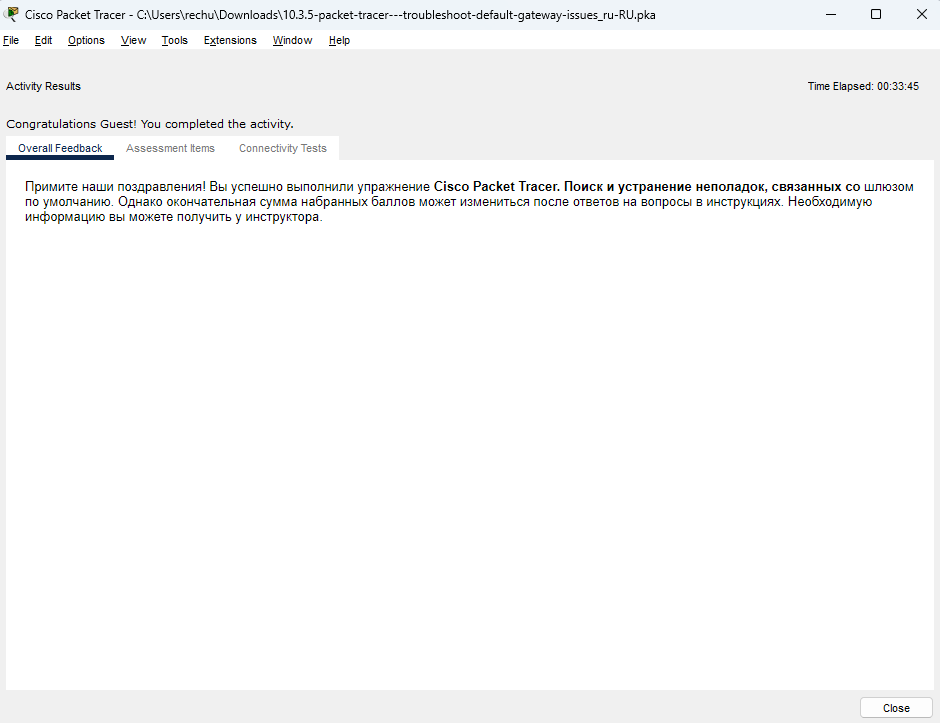 Cisco Packet Tracer - C:\Users\rechu\Downloads\10.3.5-packet-tracer---troubleshoot-default-gateway-issues_ru-RU.pka
File Edit Options View Tools Extensions Window Help
Activity Results Time Elapsed: 00:33:45
Congratulations Guest! You completed the activity.
Overall Feedback Assessment Items Connectivity Tests
Примите наши поздравления! Вы успешно выполнили упражнение Cisco Packet Tracer. Поиск и устранение неполадок, связанных со шлюзом
по умолчанию. Однако окончательная сумма набранных баллов может измениться после ответов на вопросы в инструкциях. Необходимую
информацию вы можете получить у инструктора.
Close